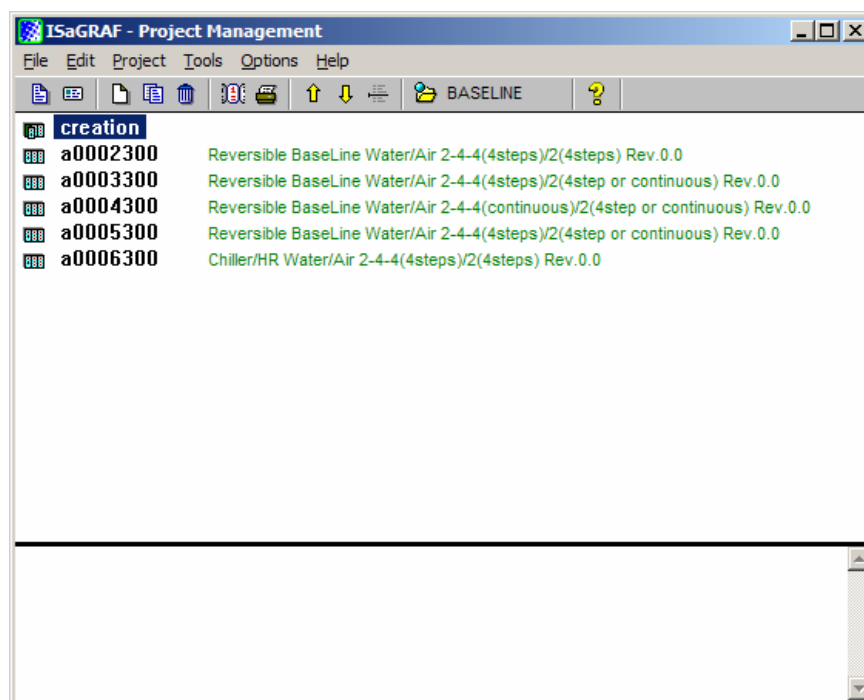 ISaGRAF - Project Management
File Edit Project Tools Options Help
BASELINE
creation
a0002300 Reversible BaseLine Water/Air 2-4-4(4steps)/2(4steps) Rev.0.0
a0003300 Reversible BaseLine Water/Air 2-4-4(4steps)/2(4step or continuous) Rev.0.0
a0004300 Reversible BaseLine Water/Air 2-4-4(continuous)/2(4step or continuous) Rev.0.0
a0005300 Reversible BaseLine Water/Air 2-4-4(4steps)/2(4step or continuous) Rev.0.0
a0006300 Chiller/HR Water/Air 2-4-4(4steps)/2(4steps) Rev.0.0